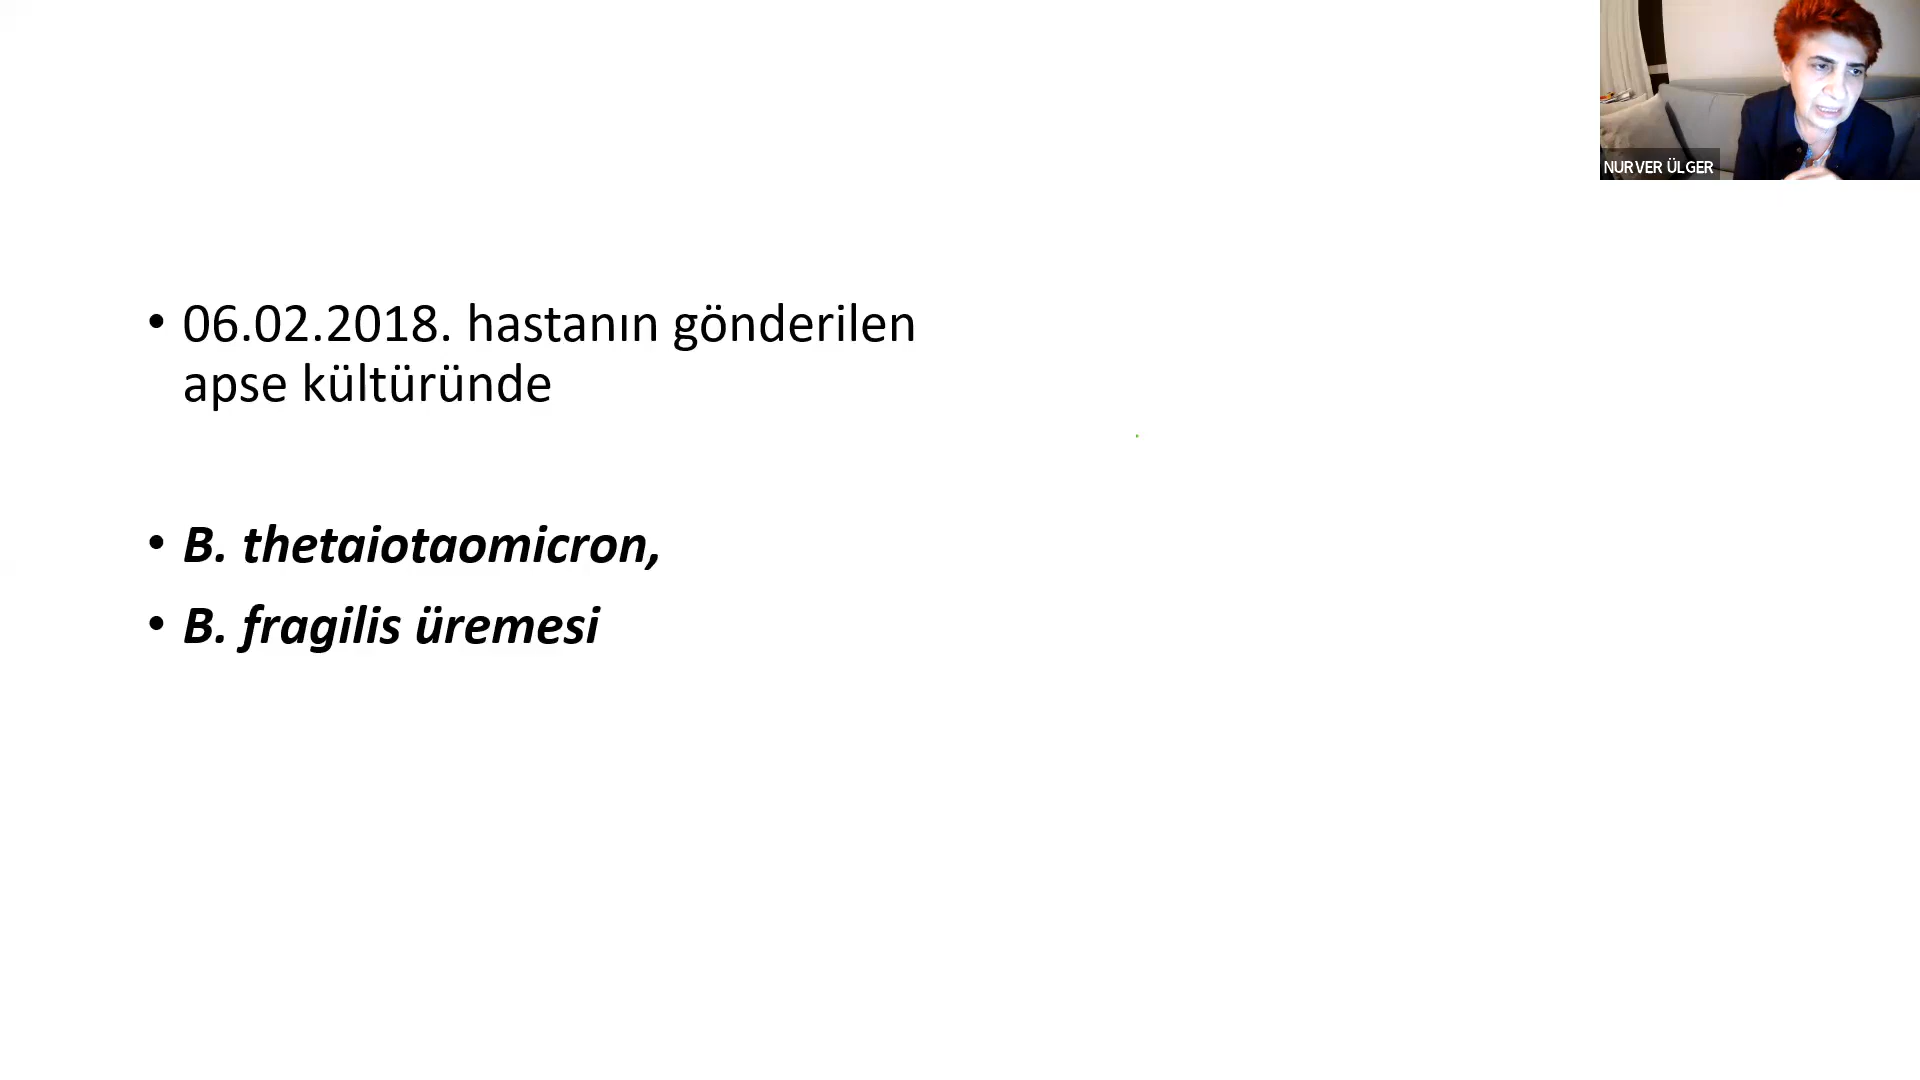 NURVER ÜLGER
• 06.02.2018. hastanın gönderilen
apse kültüründe
• B. thetaiotaomicron,
• B. fragilis üremesi